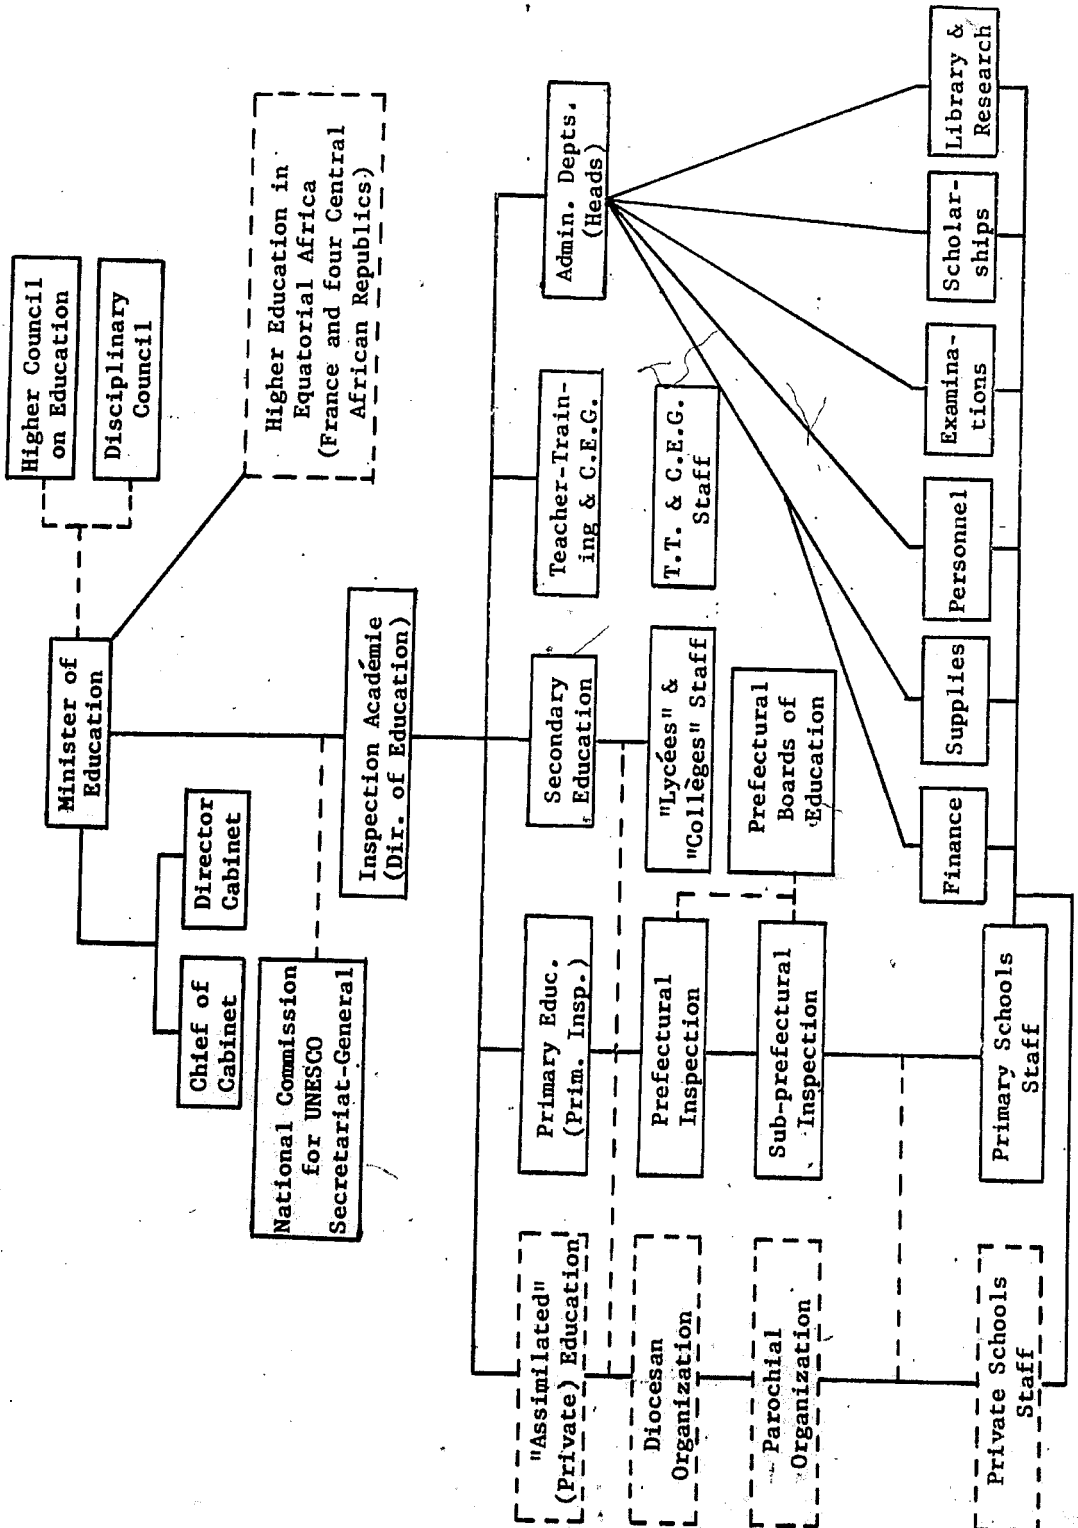 Higher Council
on Education
Disciplinary
Council
Minister of
Education
Higher Education in
Equatorial Africa
(France and four Central
African Republics)
Chief of
Cabinet
Director
Cabinet
National Commission
for UNESCO
Secretariat-General
Inspection Académie
(Dir. of Education)
"Assimilated"
(Private) Education
Primary Educ.
(Prim. Insp.)
Secondary
Education
Teacher-Train-
ing & C.E.G.
Admin. Depts.
(Heads)
Diocesan
Organization
Prefectural
Inspection
"Lycées" &
"Collèges" Staff
T.T. & C.E.G.
Staff
Parochial
Organization
Sub-prefectural
Inspection
Prefectural
Boards of
Education
Private Schools
Staff
Primary Schools
Staff
Finance
Supplies
Personnel
Examina-
tions
Scholar-
ships
Library &
Research